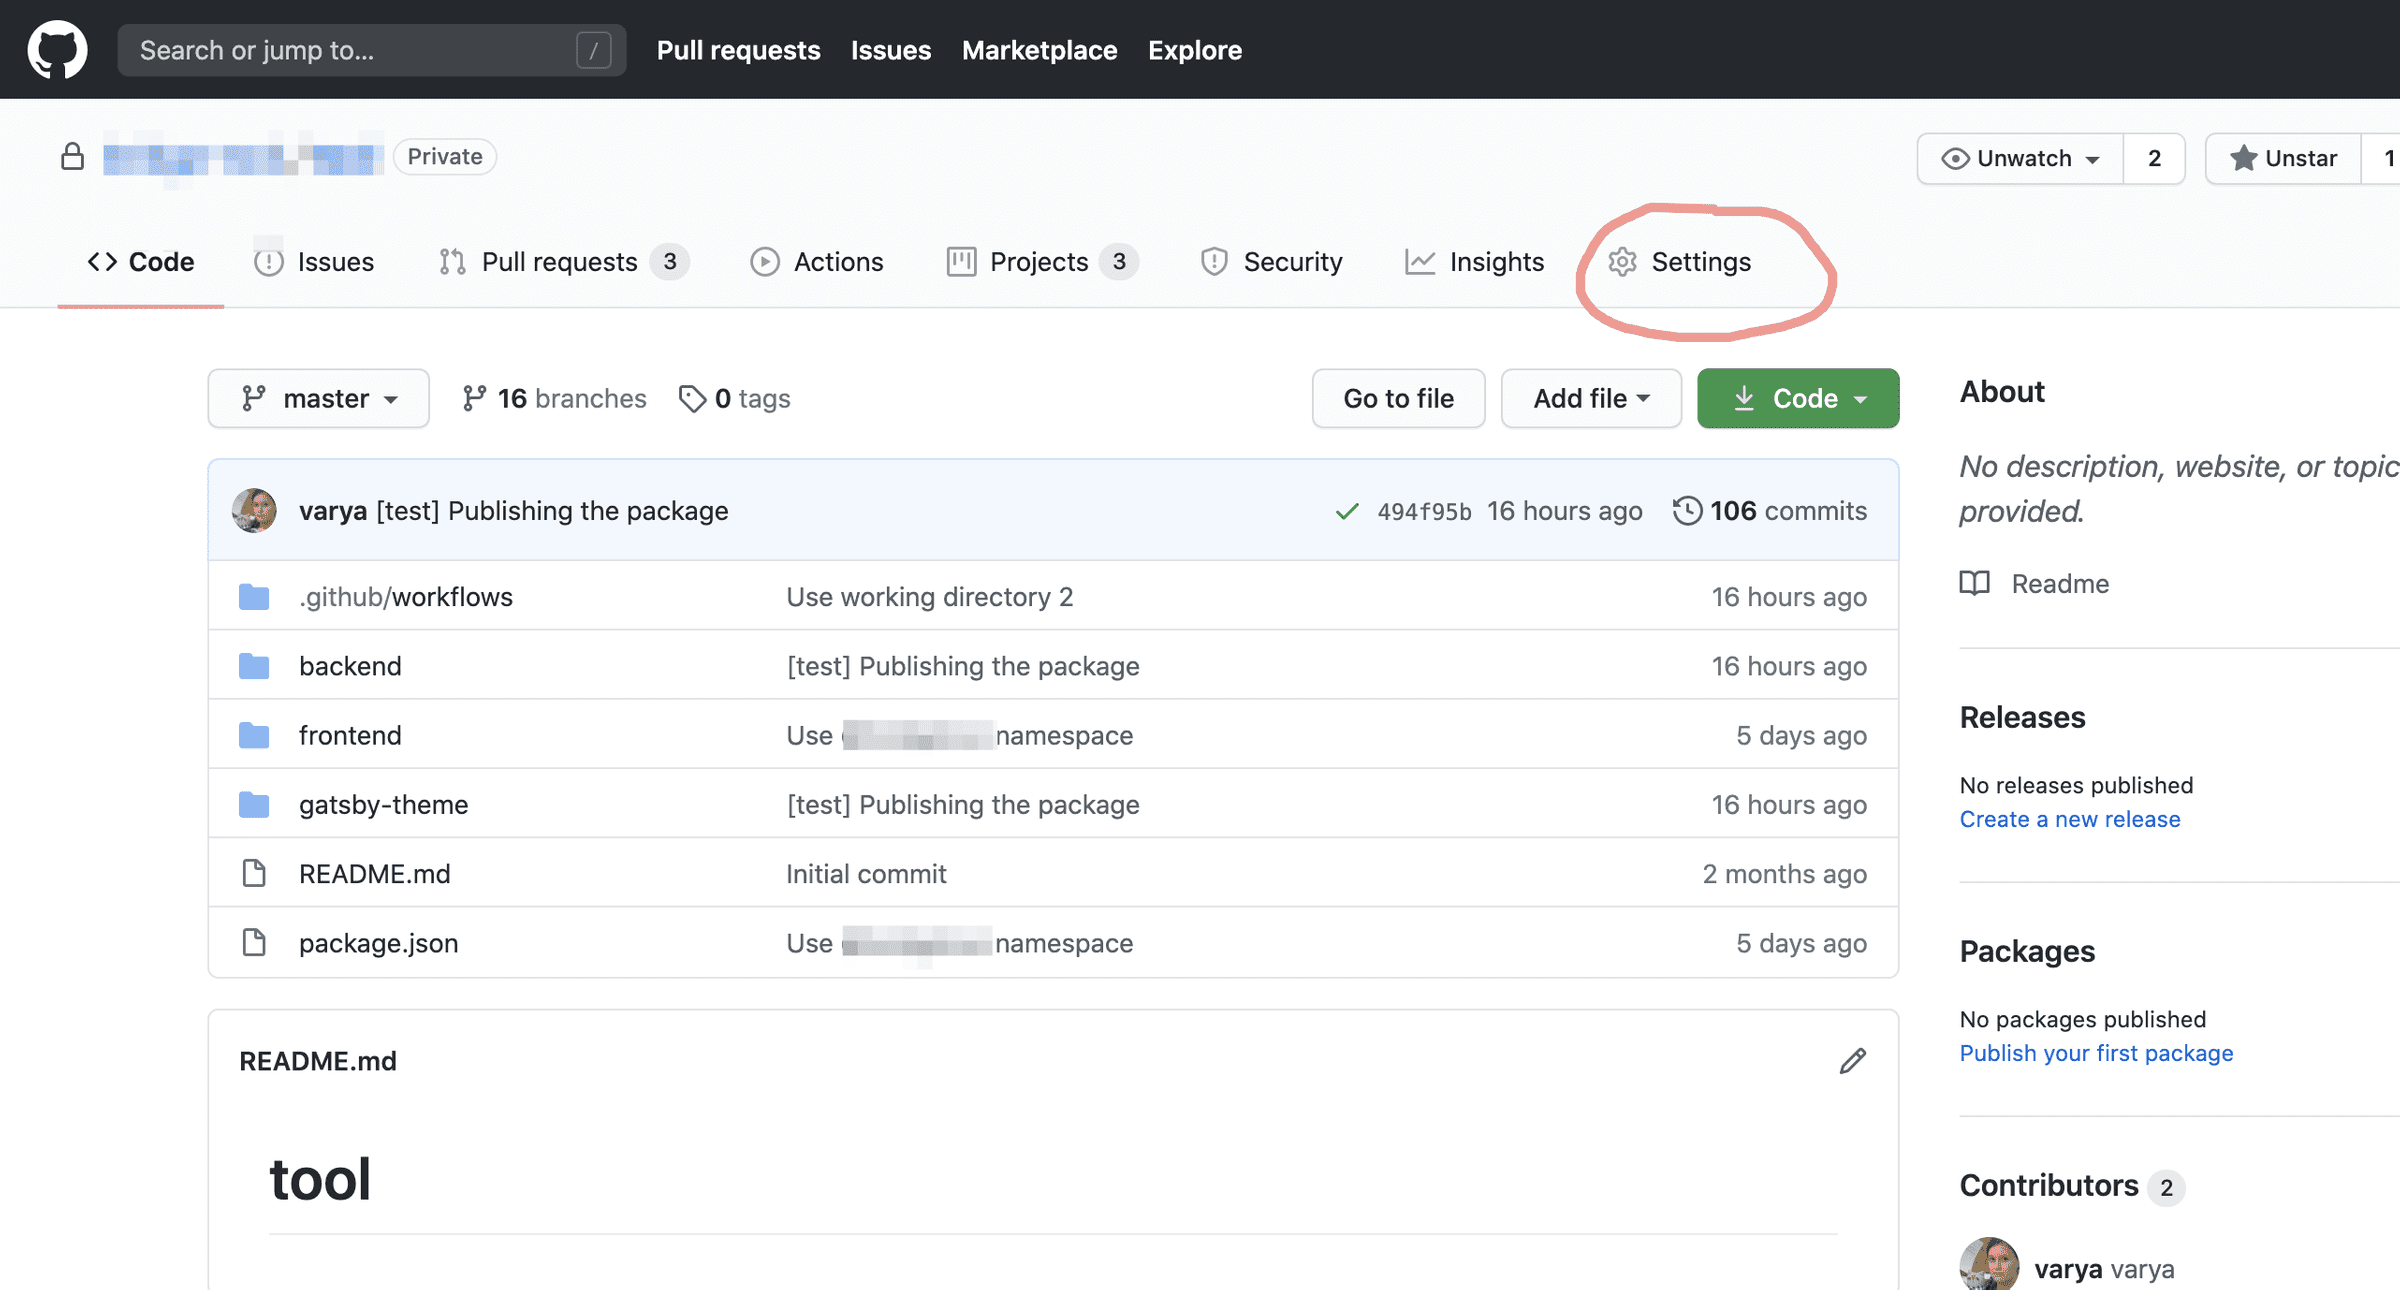 Search or jump to... / Pull requests Issues Marketplace Explore
Private Unwatch 2 Unstar 1
Code Issues Pull requests 3 Actions Projects 3 Security Insights Settings
master 16 branches 0 tags Go to file Add file Code
varya [test] Publishing the package 494f95b 16 hours ago 106 commits
.github/workflows Use working directory 2 16 hours ago
backend [test] Publishing the package 16 hours ago
frontend Use namespace 5 days ago
gatsby-theme [test] Publishing the package 16 hours ago
README.md Initial commit 2 months ago
package.json Use namespace 5 days ago
README.md
tool
About
No description, website, or topic
provided.
Readme
Releases
No releases published
Create a new release
Packages
No packages published
Publish your first package
Contributors 2
varya varya